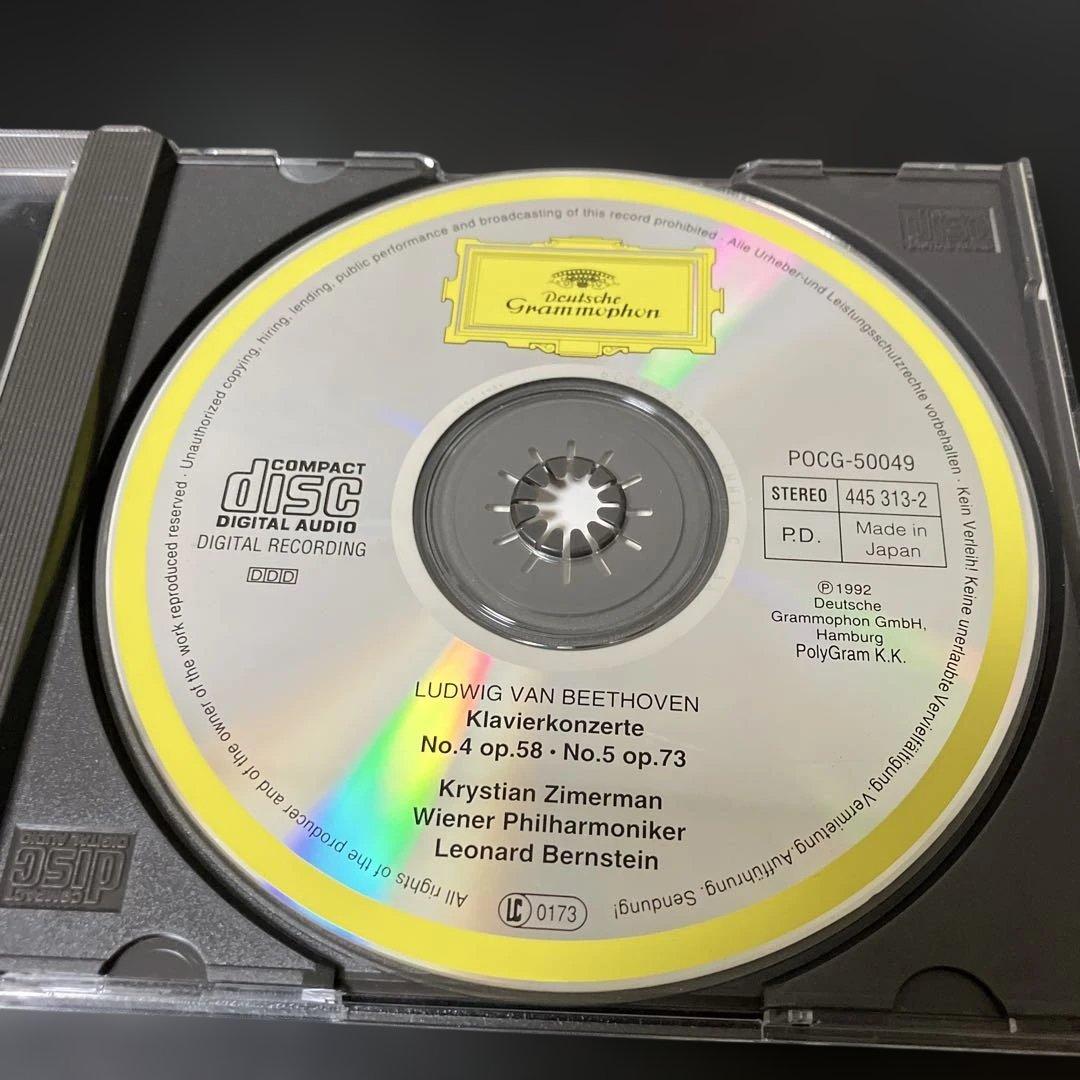 All rights of the producer and of the owner of the work reproduced reserved · Unauthorized copying, hiring, lending, public performance and broadcasting of this record prohibited · Alle Urheber-und Leistungsschutzrechte vorbehalten · Kein Verleih! Keine unerlaubte Vervielfältigung, Vermietung, Aufführung, Sendung!
Deutsche
Grammophon
COMPACT
disc
DIGITAL AUDIO
DIGITAL RECORDING
DDD
POCG-50049
STEREO 445 313-2
P.D. Made in
Japan
℗ 1992
Deutsche
Grammophon GmbH,
Hamburg
PolyGram K.K.
LUDWIG VAN BEETHOVEN
Klavierkonzerte
No.4 op.58 · No.5 op.73
Krystian Zimerman
Wiener Philharmoniker
Leonard Bernstein
LC 0173
disc
COMPACT
disc